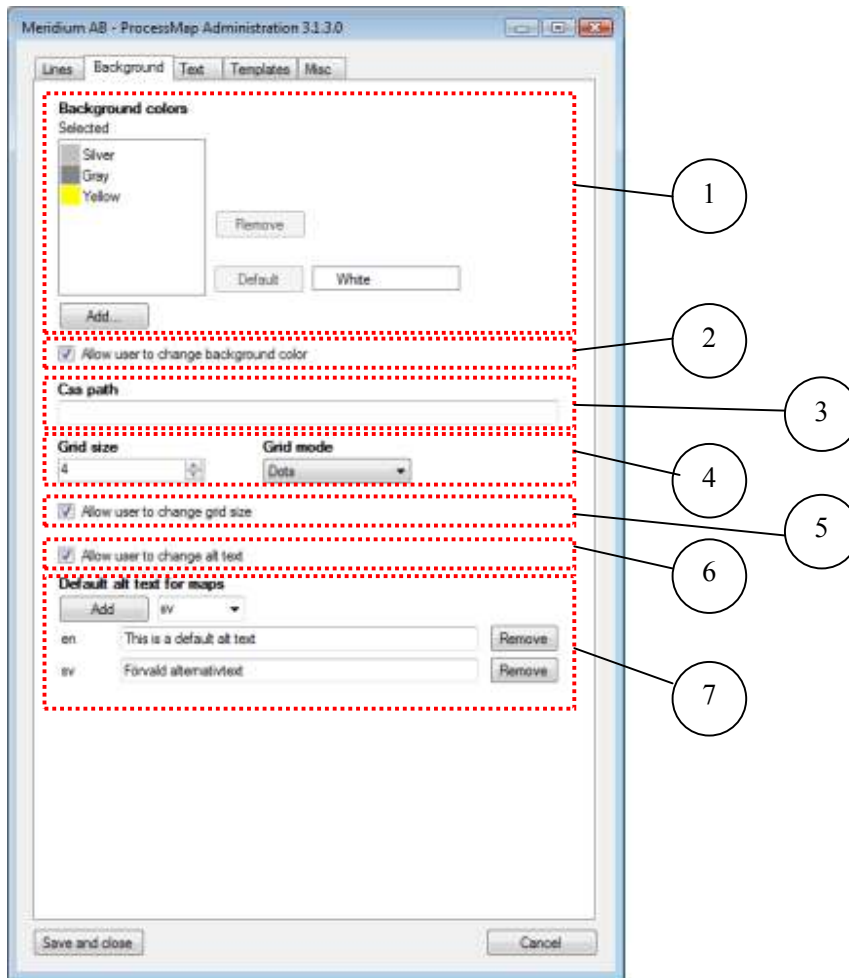 Meridium AB - ProcessMap Administration 3.1.3.0
Lines Background Text Templates Misc
Background colors
Selected
Silver
Gray
Yellow
Remove
Default White
Add...
Allow user to change background color
Css path
Grid size Grid mode
4 Dots
Allow user to change grid size
Allow user to change alt text
Default alt text for maps
Add sv
en This is a default alt text Remove
sv Förvald alternativtext Remove
Save and close Cancel
1
2
3
4
5
6
7